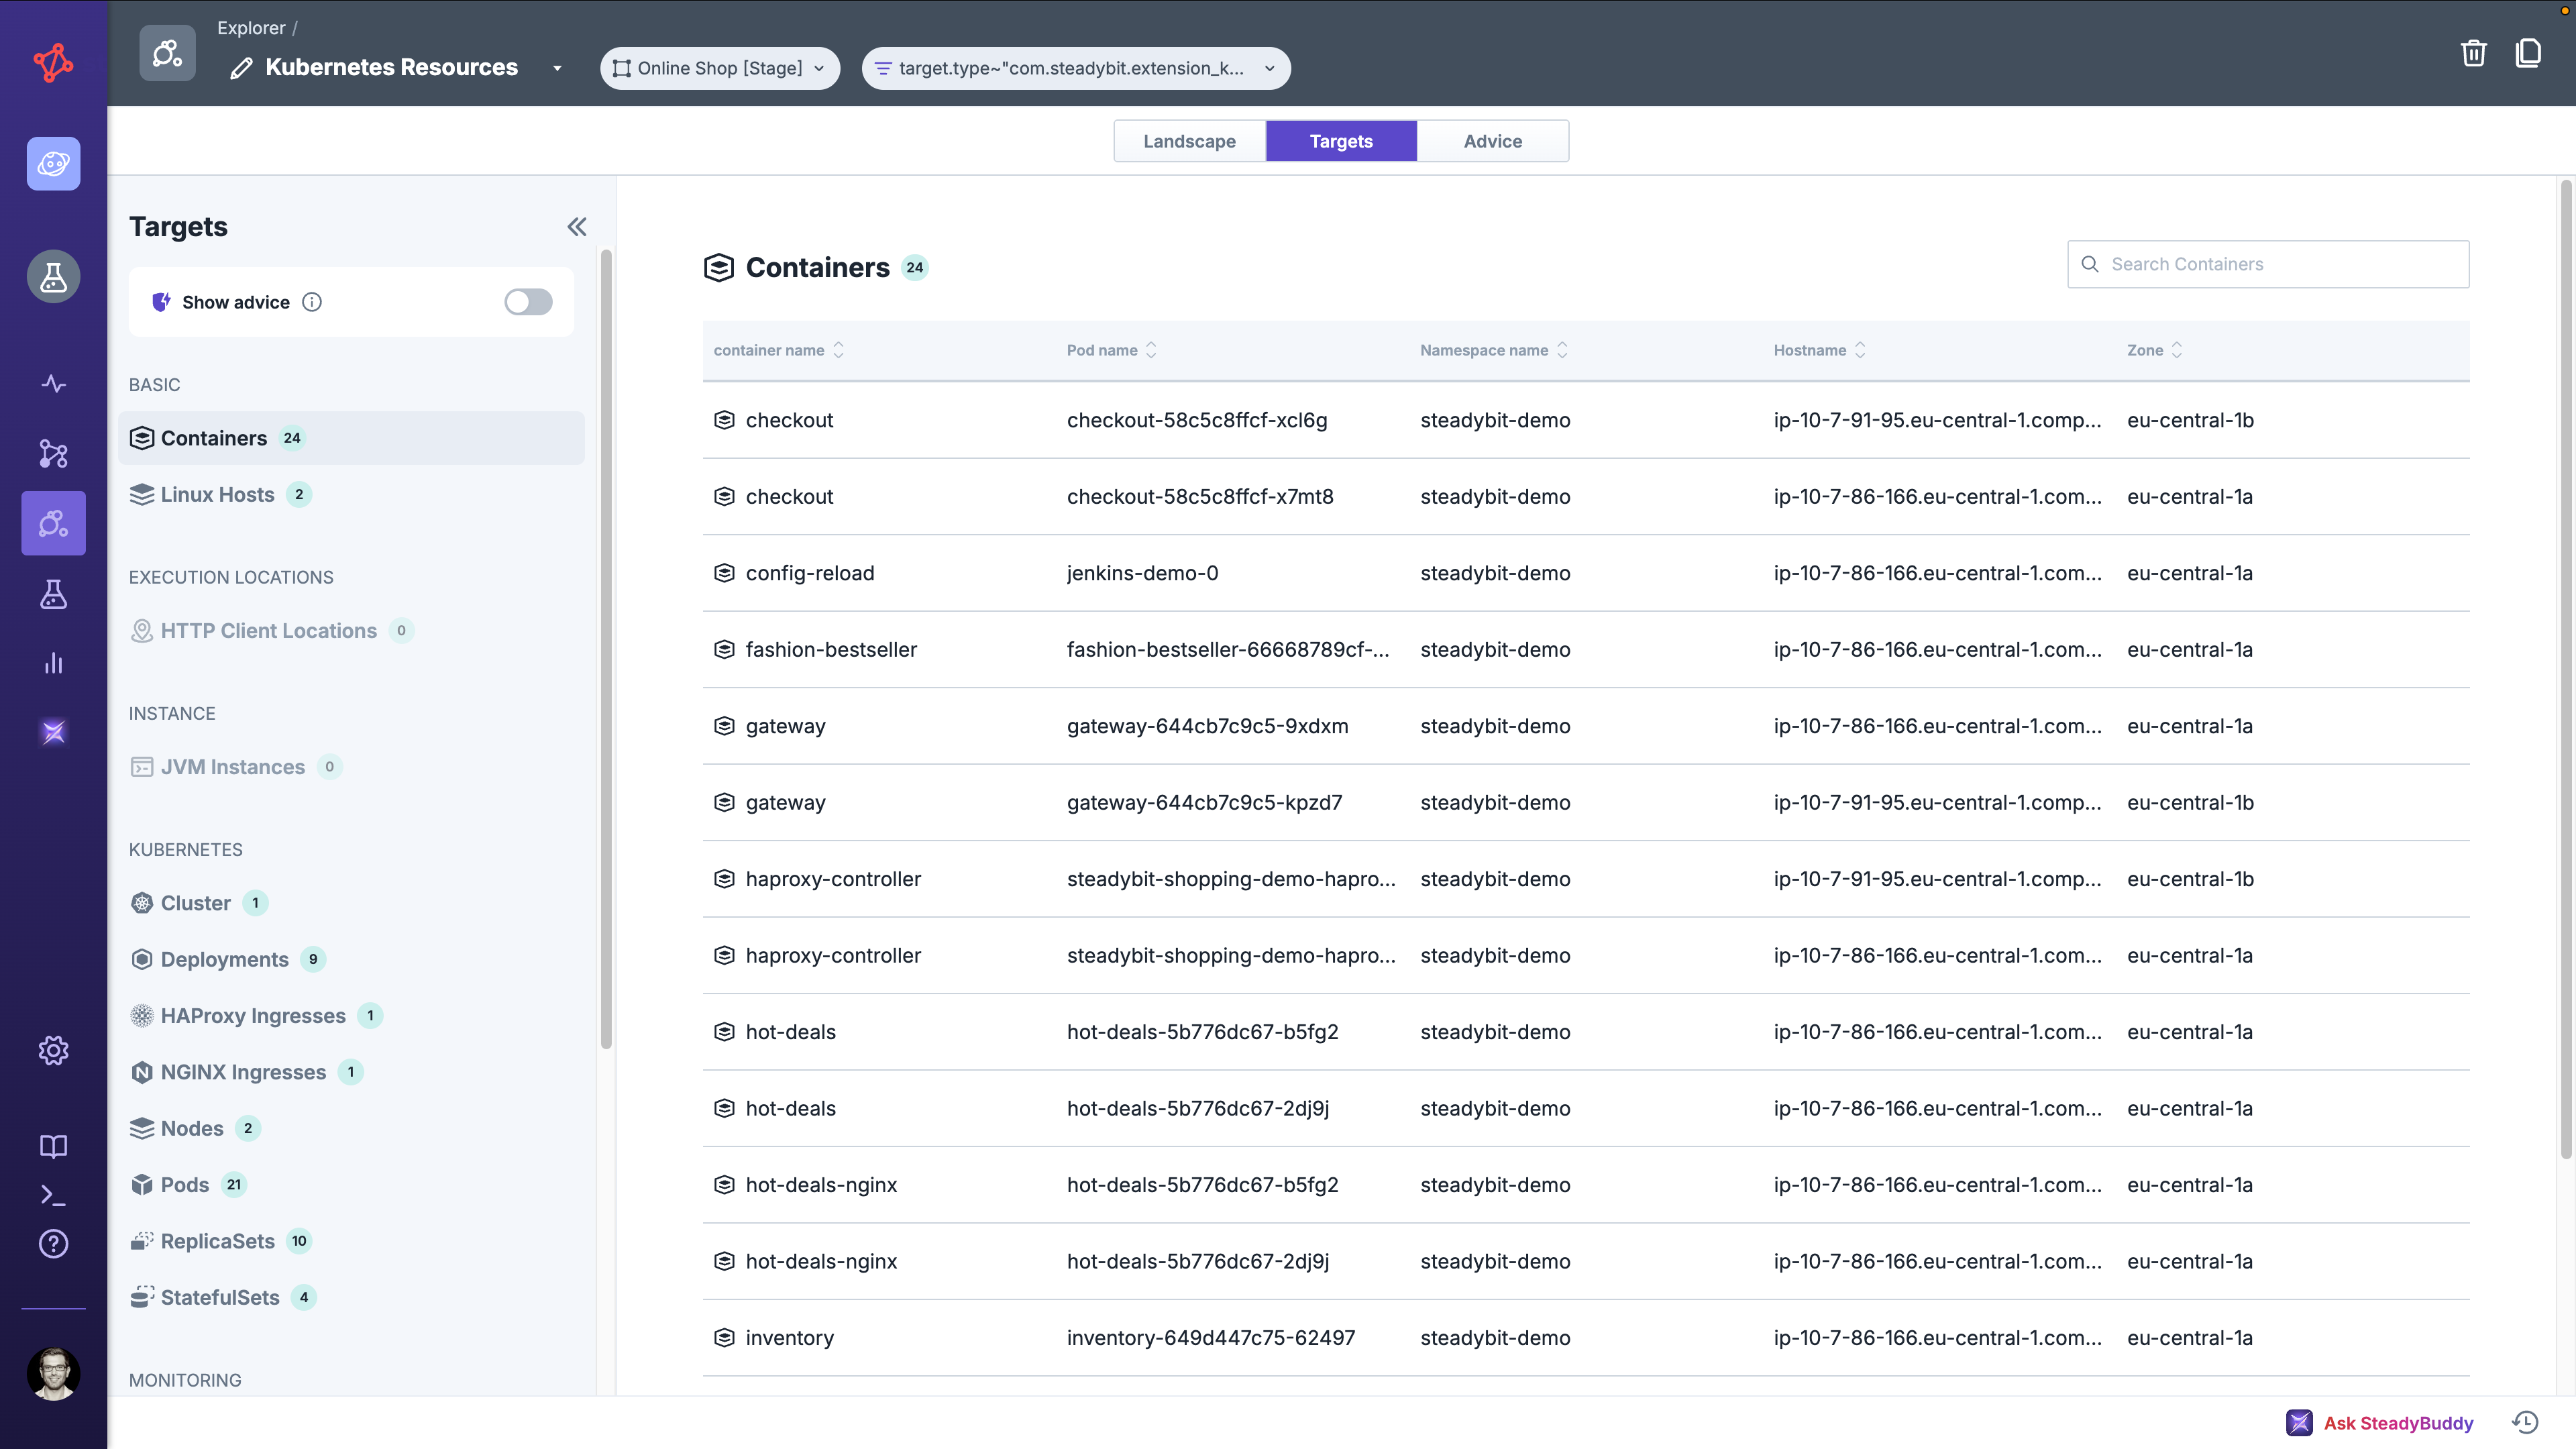 Explorer /
Kubernetes Resources
Online Shop [Stage]
target.type~"com.steadybit.extension_k...
Landscape
Targets
Advice
Targets
Show advice
BASIC
Containers 24
Linux Hosts 2
EXECUTION LOCATIONS
HTTP Client Locations 0
INSTANCE
JVM Instances 0
KUBERNETES
Cluster 1
Deployments 9
HAProxy Ingresses 1
NGINX Ingresses 1
Nodes 2
Pods 21
ReplicaSets 10
StatefulSets 4
MONITORING
Containers 24
Search Containers
container name Pod name Namespace name Hostname Zone
checkout checkout-58c5c8ffcf-xcl6g steadybit-demo ip-10-7-91-95.eu-central-1.comp... eu-central-1b
checkout checkout-58c5c8ffcf-x7mt8 steadybit-demo ip-10-7-86-166.eu-central-1.com... eu-central-1a
config-reload jenkins-demo-0 steadybit-demo ip-10-7-86-166.eu-central-1.com... eu-central-1a
fashion-bestseller fashion-bestseller-66668789cf-... steadybit-demo ip-10-7-86-166.eu-central-1.com... eu-central-1a
gateway gateway-644cb7c9c5-9xdxm steadybit-demo ip-10-7-86-166.eu-central-1.com... eu-central-1a
gateway gateway-644cb7c9c5-kpzd7 steadybit-demo ip-10-7-91-95.eu-central-1.comp... eu-central-1b
haproxy-controller steadybit-shopping-demo-hapro... steadybit-demo ip-10-7-91-95.eu-central-1.comp... eu-central-1b
haproxy-controller steadybit-shopping-demo-hapro... steadybit-demo ip-10-7-86-166.eu-central-1.com... eu-central-1a
hot-deals hot-deals-5b776dc67-b5fg2 steadybit-demo ip-10-7-86-166.eu-central-1.com... eu-central-1a
hot-deals hot-deals-5b776dc67-2dj9j steadybit-demo ip-10-7-86-166.eu-central-1.com... eu-central-1a
hot-deals-nginx hot-deals-5b776dc67-b5fg2 steadybit-demo ip-10-7-86-166.eu-central-1.com... eu-central-1a
hot-deals-nginx hot-deals-5b776dc67-2dj9j steadybit-demo ip-10-7-86-166.eu-central-1.com... eu-central-1a
inventory inventory-649d447c75-62497 steadybit-demo ip-10-7-86-166.eu-central-1.com... eu-central-1a
Ask SteadyBuddy